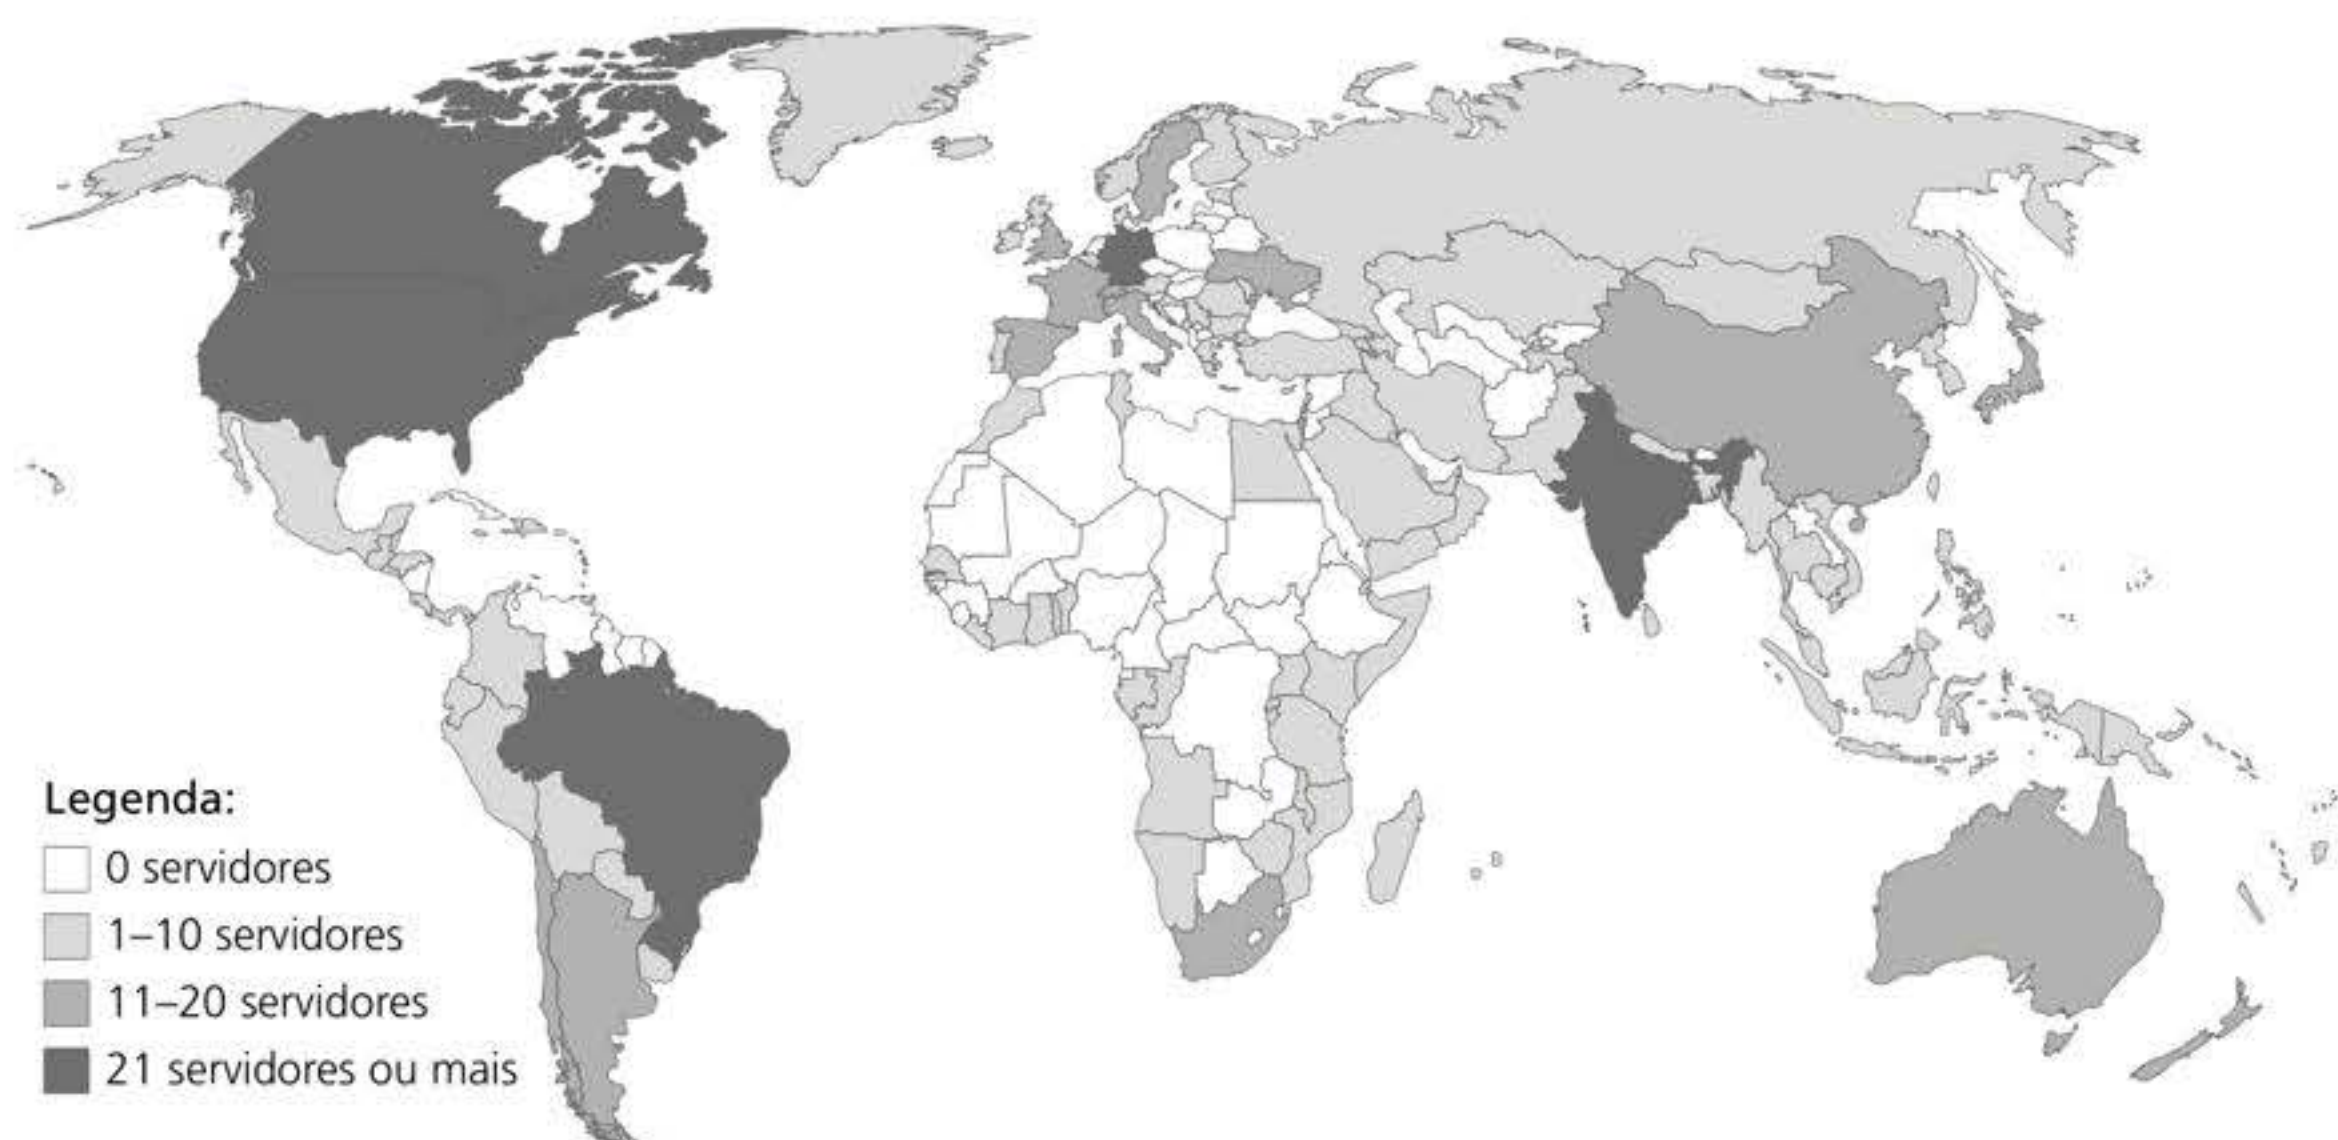 Legenda:
0 servidores
1–10 servidores
11–20 servidores
21 servidores ou mais